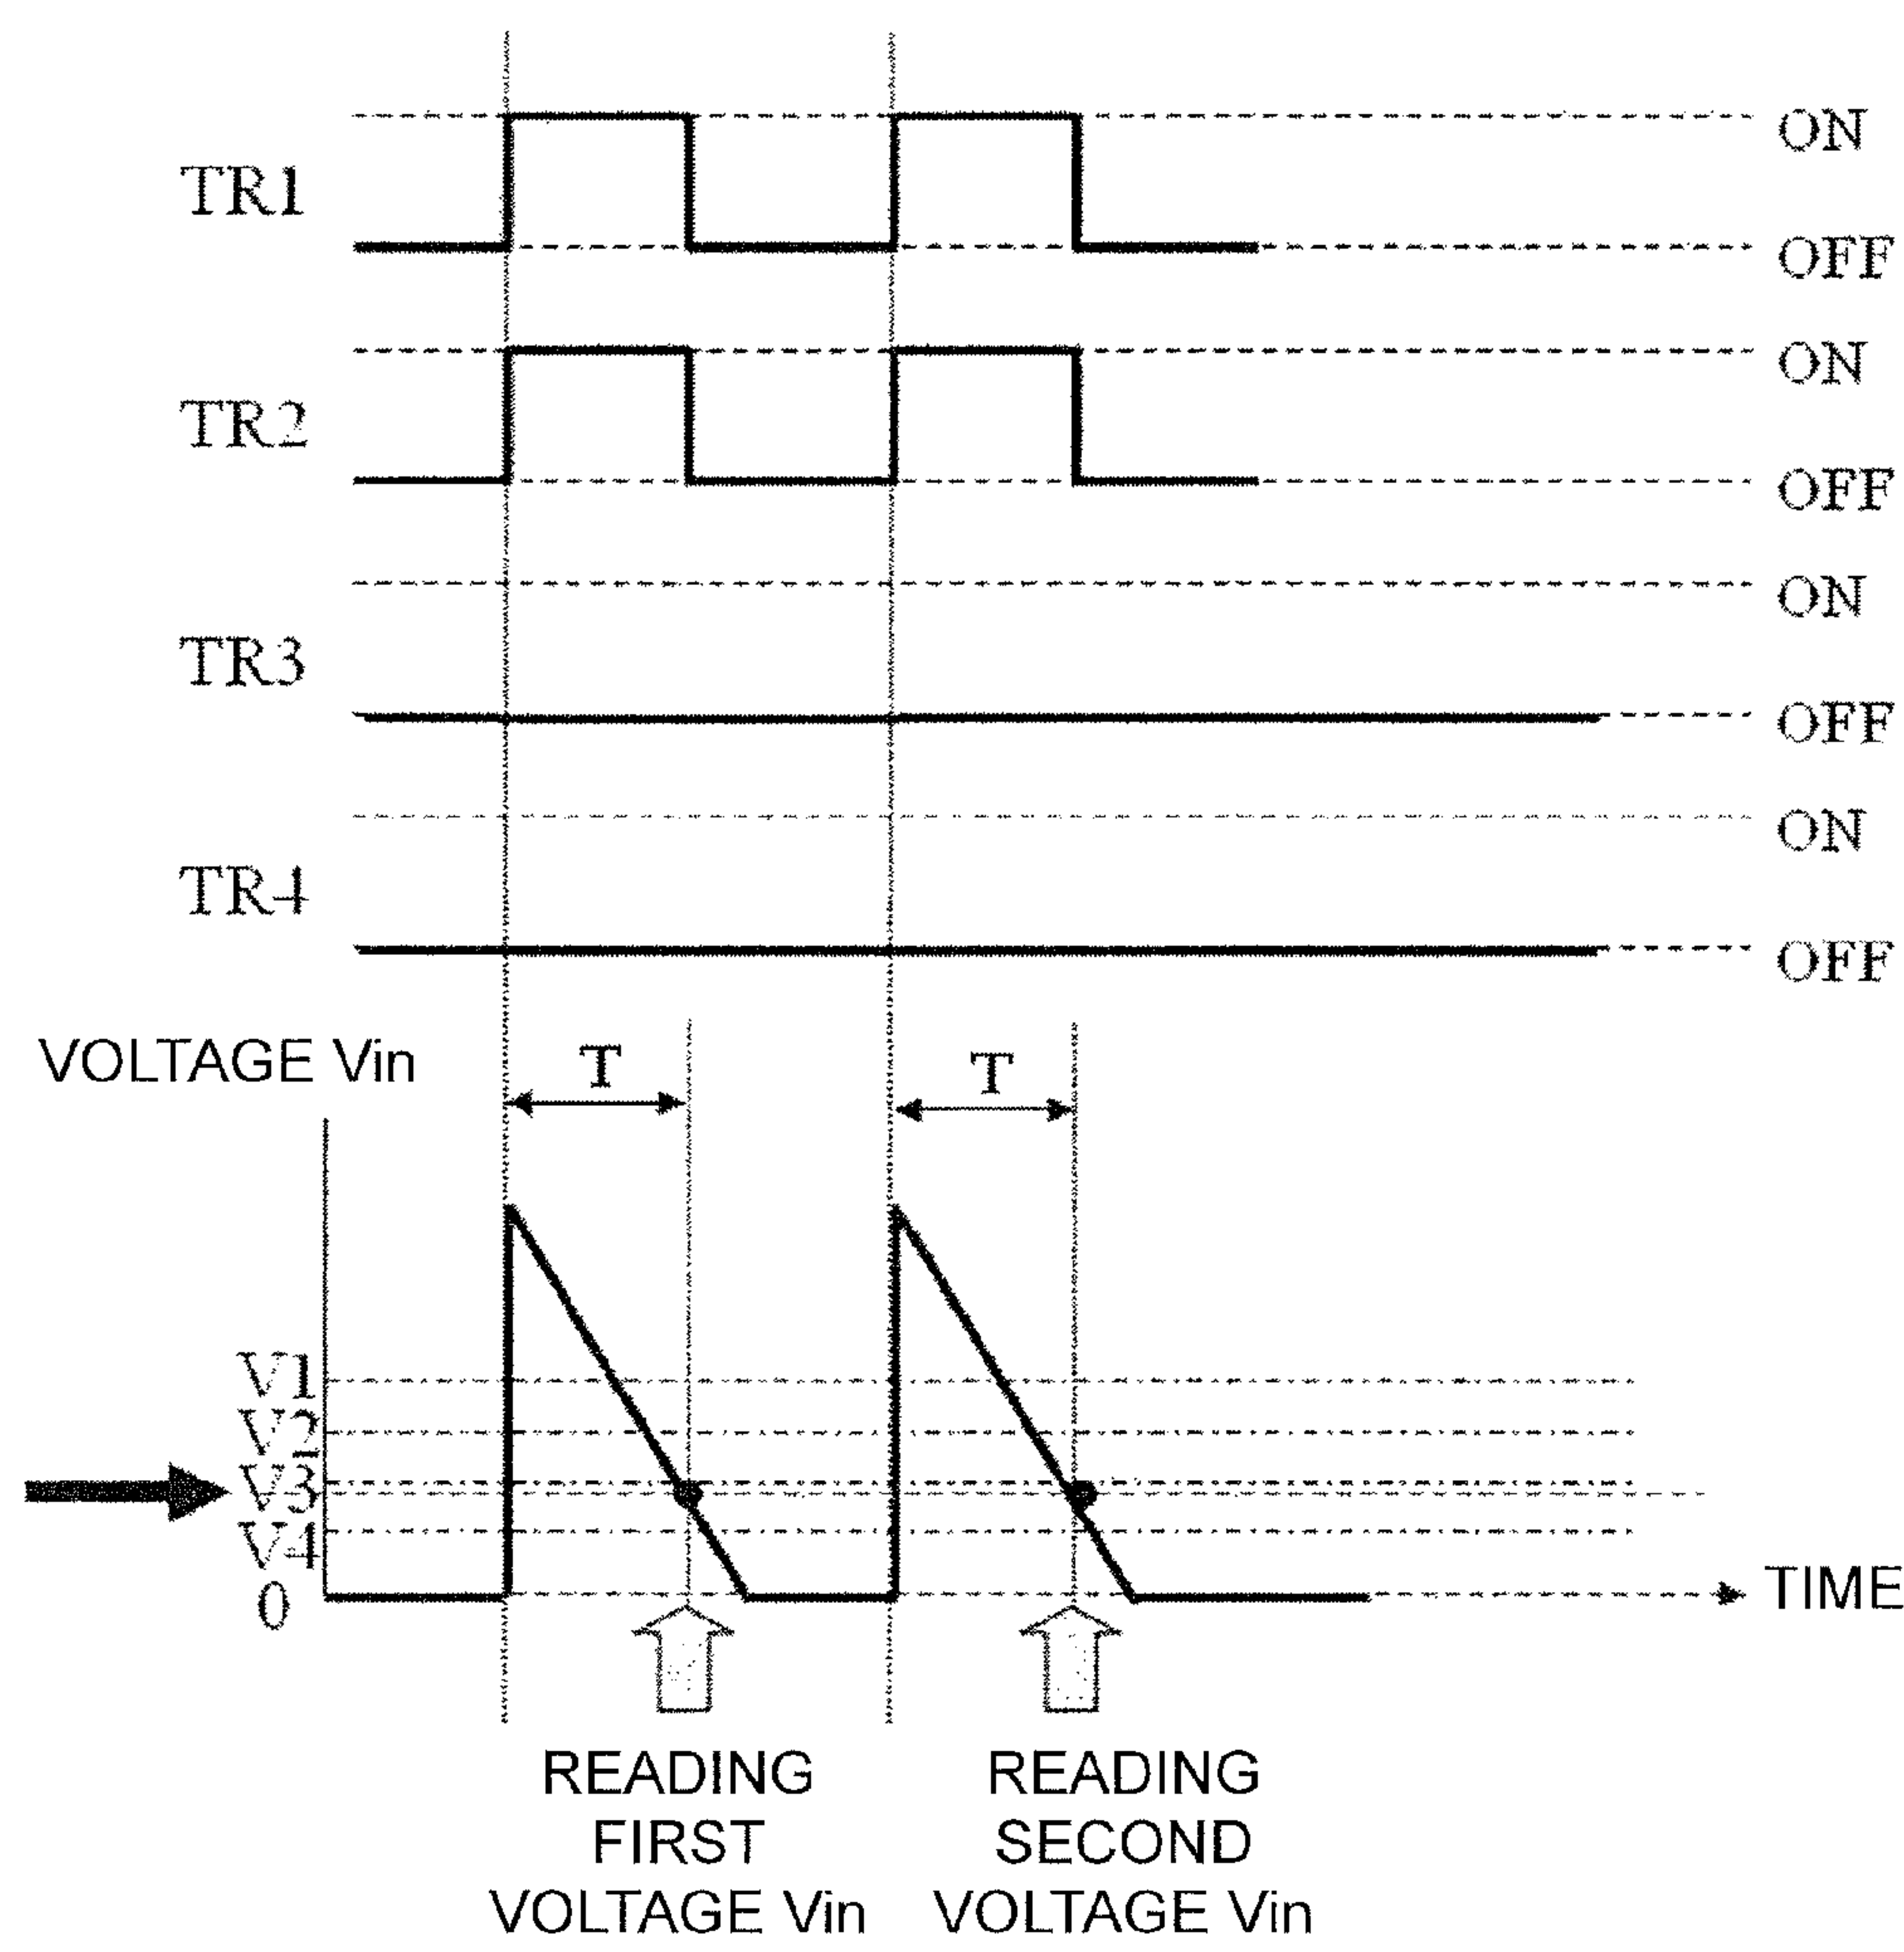 ON
TR1
OFF
ON
TR2
OFF
ON
TR3
OFF
ON
TR4
OFF
VOLTAGE Vin
T
T
V1
V2
V3
V4
0
TIME
READING
FIRST
VOLTAGE Vin
READING
SECOND
VOLTAGE Vin